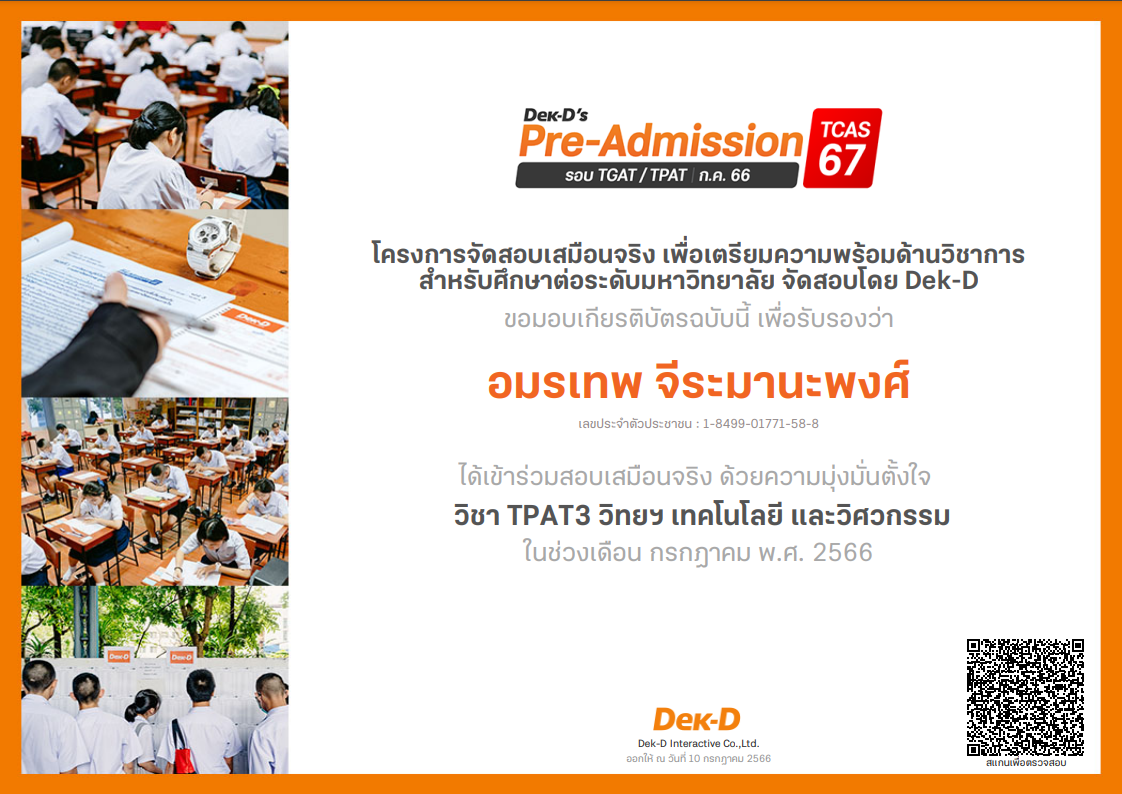 Dek-D's
Pre-Admission
TCAS
67
รอบ TGAT / TPAT | ก.ค. 66
โครงการจัดสอบเสมือนจริง เพื่อเตรียมความพร้อมด้านวิชาการ
สำหรับศึกษาต่อระดับมหาวิทยาลัย จัดสอบโดย Dek-D
ขอมอบเกียรติบัตรฉบับนี้ เพื่อรับรองว่า
อมรเทพ จีระมานะพงศ์
เลขประจำตัวประชาชน : 1-8499-01771-58-8
ได้เข้าร่วมสอบเสมือนจริง ด้วยความมุ่งมั่นตั้งใจ
วิชา TPAT3 วิทยฯ เทคโนโลยี และวิศวกรรม
ในช่วงเดือน กรกฎาคม พ.ศ. 2566
Dek-D
Dek-D Interactive Co.,Ltd.
ออกให้ ณ วันที่ 10 กรกฎาคม 2566
สแกนเพื่อตรวจสอบ
Dek-D
Dek-D
Dek-D